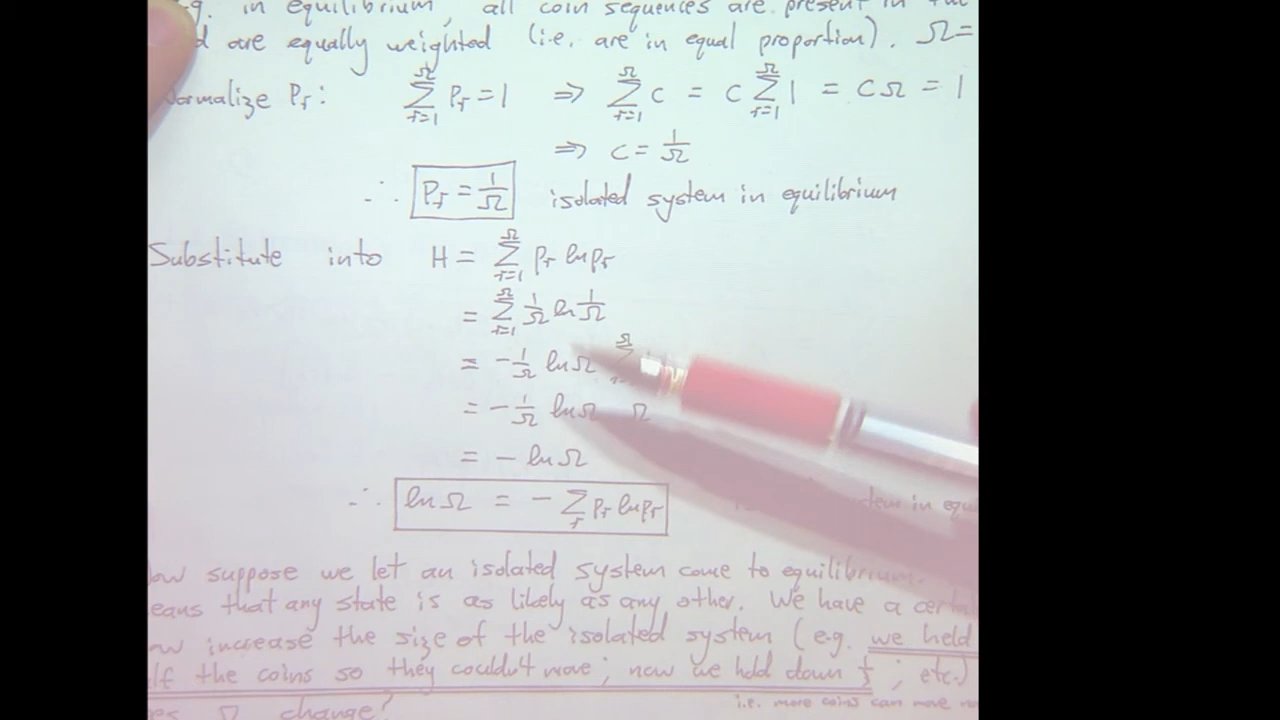 in equilibrium, all coin sequences are present in
are equally weighted (i.e. are in equal proportion). Ω=
Normalize Pᵣ: Σ_{r=1}^{Ω} Pᵣ = 1 ⇒ Σ_{r=1}^{Ω} C = C Σ_{r=1}^{Ω} 1 = CΩ = 1
⇒ C = 1/Ω
∴ Pᵣ = 1/Ω isolated system in equilibrium
Substitute into H = Σ_{r=1}^{Ω} Pᵣ ln Pᵣ
= Σ_{r=1}^{Ω} 1/Ω ln 1/Ω
= - 1/Ω ln Ω
= - 1/Ω ln Ω Ω
= - ln Ω
∴ ln Ω = - Σ_r Pᵣ ln Pᵣ in
suppose we let an isolated system come to equilibrium.
that any state is as likely as any other. We have a
increase the size of the isolated system (e.g. we held
the coins so they couldn't move; now we hold down ; etc.)
Ω change? i.e. more coins can move